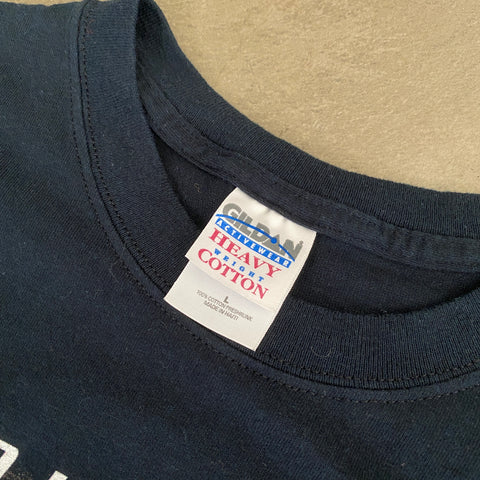 GILDAN
ACTIVEWEAR
HEAVY
WEIGHT
COTTON
L
100% COTTON PRESHRUNK
MADE IN HAITI